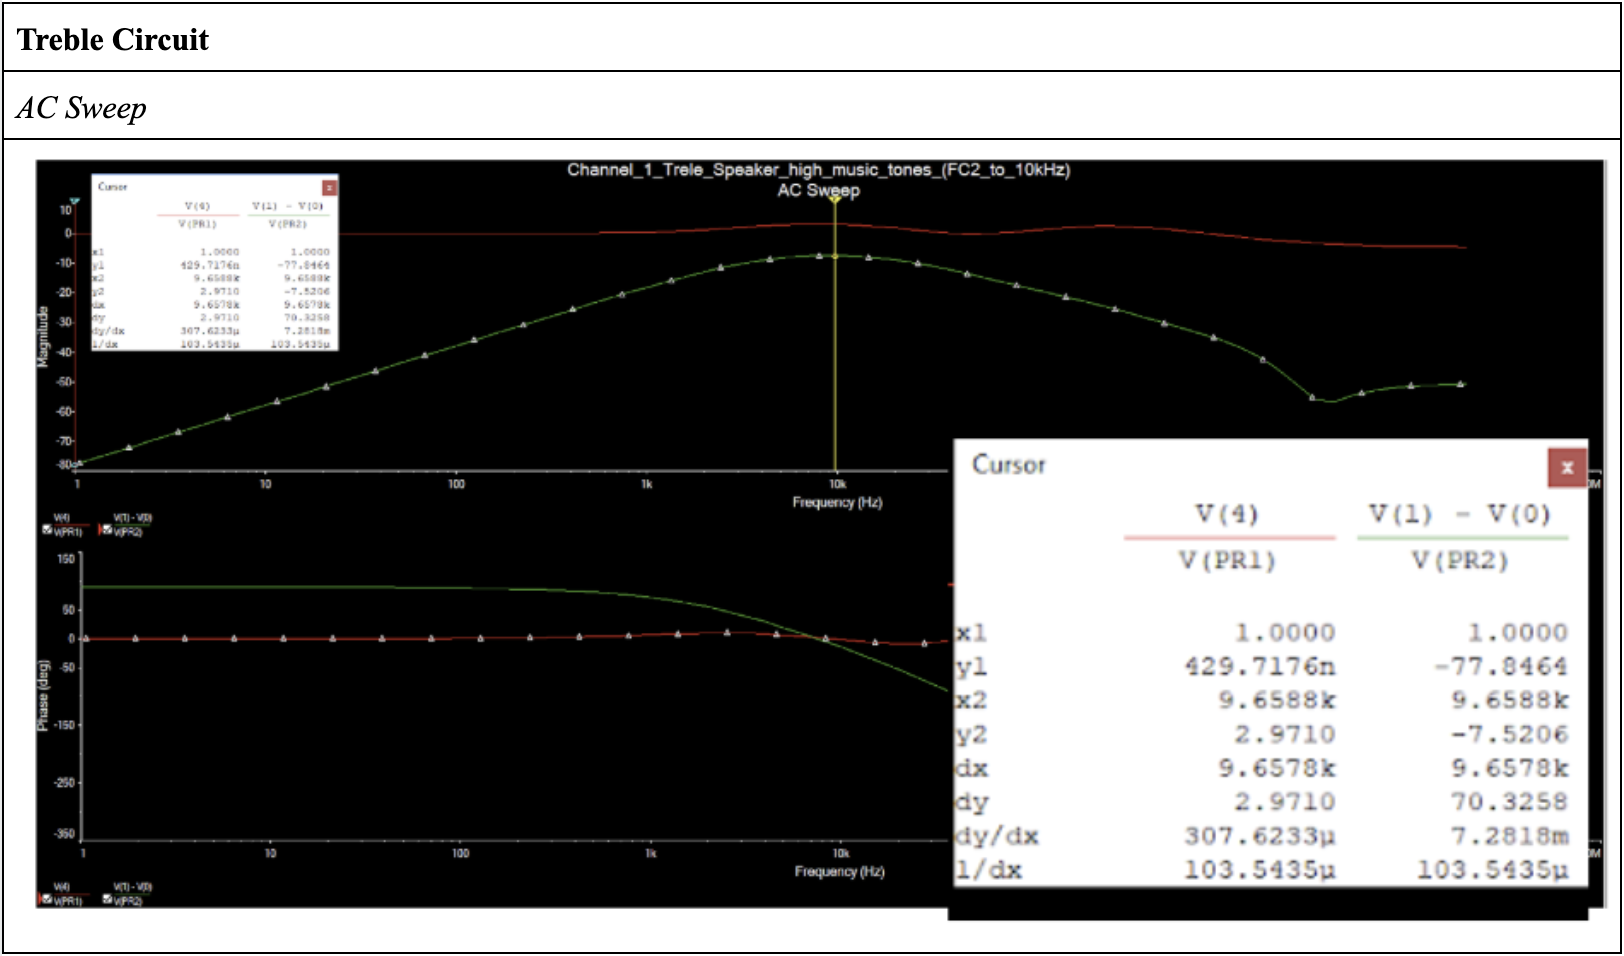 Treble Circuit
AC Sweep
Channel_1_Trele_Speaker_high_music_tones_(FC2_to_10kHz)
AC Sweep
Cursor x
V(4) V(1) - V(0)
V(PR1) V(PR2)
x1 1.0000 1.0000
y1 429.7176n -77.8464
x2 9.6588k 9.6588k
y2 2.9710 -7.5206
dx 9.6578k 9.6578k
dy 2.9710 70.3258
dy/dx 307.6233µ 7.2818m
1/dx 103.5435µ 103.5435µ
Magnitude
10
0
-10
-20
-30
-40
-50
-60
-70
-80
1 10 100 1k 10k
Frequency (Hz)
V(4) V(1) - V(0)
V(PR1) V(PR2)
Cursor x
V(4) V(1) - V(0)
V(PR1) V(PR2)
x1 1.0000 1.0000
y1 429.7176n -77.8464
x2 9.6588k 9.6588k
y2 2.9710 -7.5206
dx 9.6578k 9.6578k
dy 2.9710 70.3258
dy/dx 307.6233µ 7.2818m
1/dx 103.5435µ 103.5435µ
Phase (deg)
150
50
0
-50
-150
-250
-350
1 10 100 1k 10k
Frequency (Hz)
V(4) V(1) - V(0)
V(PR1) V(PR2)